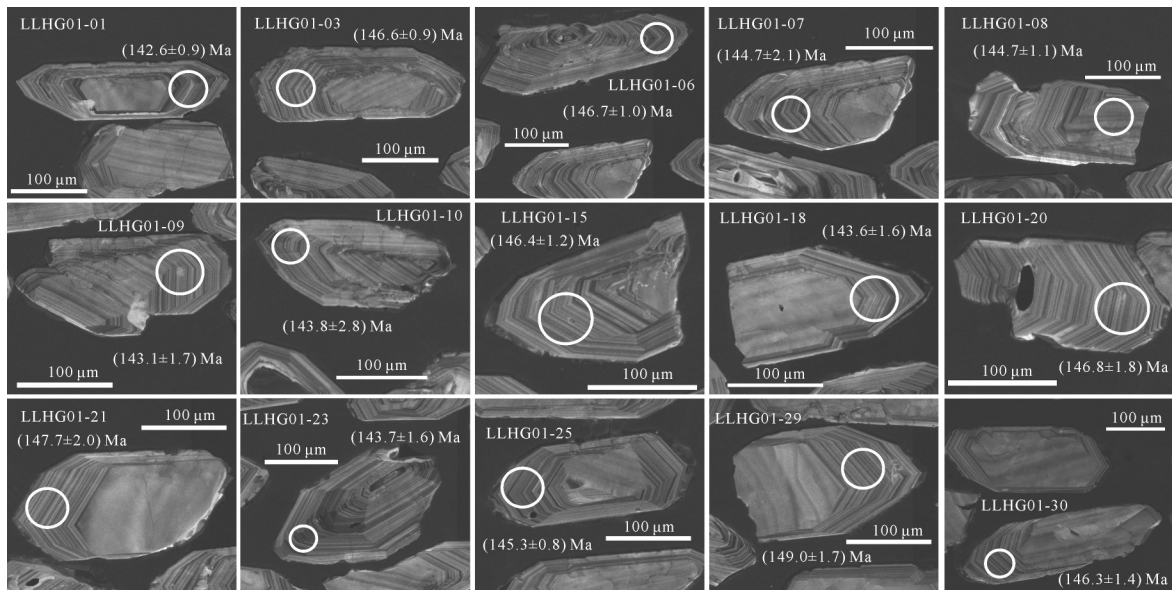 LLHG01-01
(142.6±0.9) Ma
100 μm
LLHG01-03
(146.6±0.9) Ma
100 μm
LLHG01-06
(146.7±1.0) Ma
100 μm
LLHG01-07
(144.7±2.1) Ma
100 μm
LLHG01-08
(144.7±1.1) Ma
100 μm
LLHG01-09
(143.1±1.7) Ma
100 μm
LLHG01-10
(143.8±2.8) Ma
100 μm
LLHG01-15
(146.4±1.2) Ma
100 μm
LLHG01-18
(143.6±1.6) Ma
100 μm
LLHG01-20
(146.8±1.8) Ma
100 μm
LLHG01-21
(147.7±2.0) Ma
100 μm
LLHG01-23
(143.7±1.6) Ma
100 μm
LLHG01-25
(145.3±0.8) Ma
100 μm
LLHG01-29
(149.0±1.7) Ma
100 μm
LLHG01-30
(146.3±1.4) Ma
100 μm